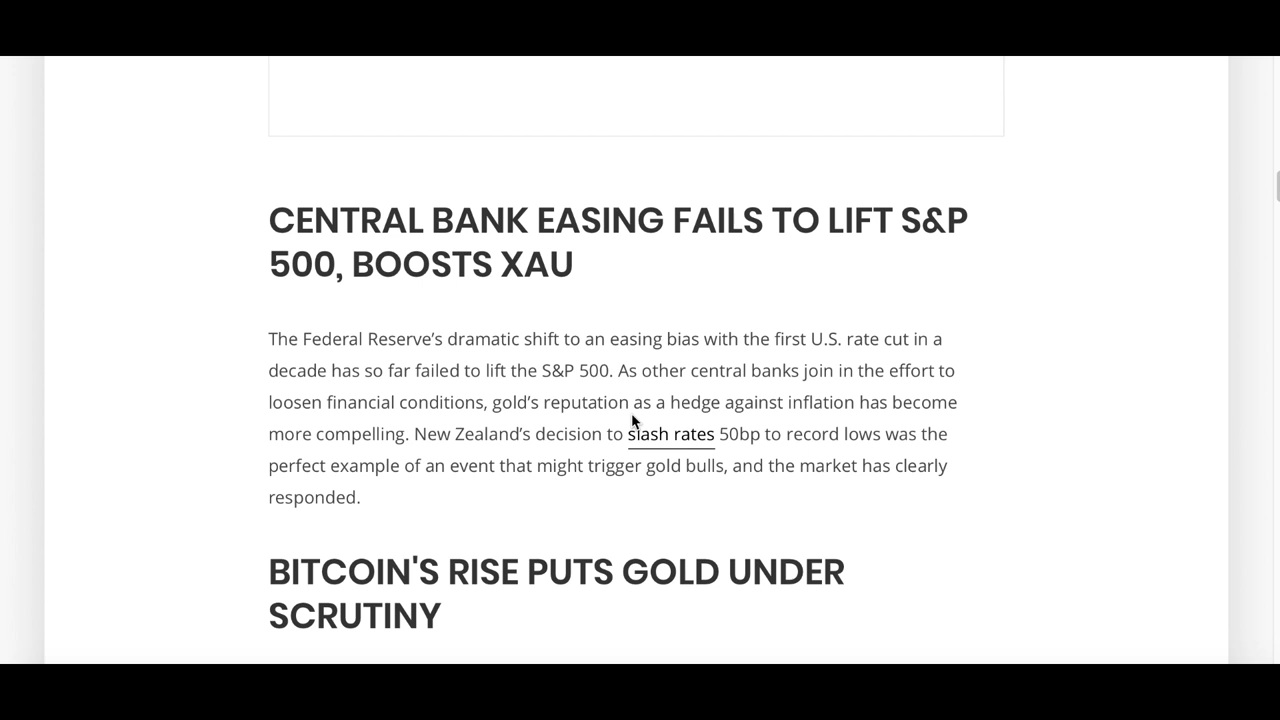 CENTRAL BANK EASING FAILS TO LIFT S&P
500, BOOSTS XAU
The Federal Reserve’s dramatic shift to an easing bias with the first U.S. rate cut in a
decade has so far failed to lift the S&P 500. As other central banks join in the effort to
loosen financial conditions, gold’s reputation as a hedge against inflation has become
more compelling. New Zealand’s decision to slash rates 50bp to record lows was the
perfect example of an event that might trigger gold bulls, and the market has clearly
responded.
BITCOIN'S RISE PUTS GOLD UNDER
SCRUTINY